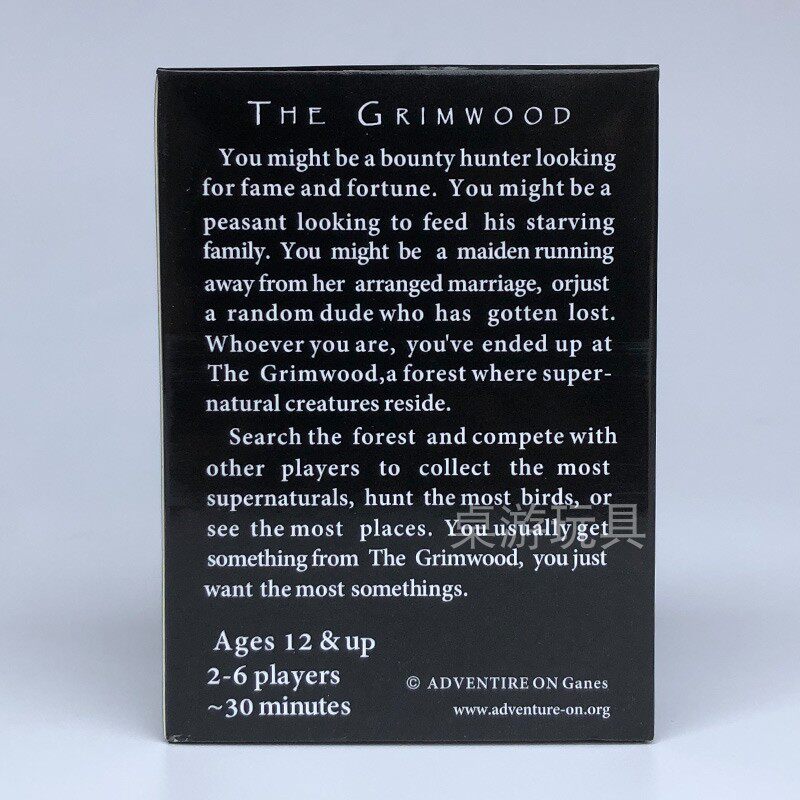 THE GRIMWOOD
You might be a bounty hunter looking
for fame and fortune. You might be a
peasant looking to feed his starving
family. You might be a maiden running
away from her arranged marriage, orjust
a random dude who has gotten lost.
Whoever you are, you've ended up at
The Grimwood,a forest where super-
natural creatures reside.
Search the forest and compete with
other players to collect the most
supernaturals, hunt the most birds, or
see the most places. You usually get
桌游玩具
something from The Grimwood, you just
want the most somethings.
Ages 12 & up
2-6 players
~30 minutes
© ADVENTIRE ON Ganes
www.adventure-on.org